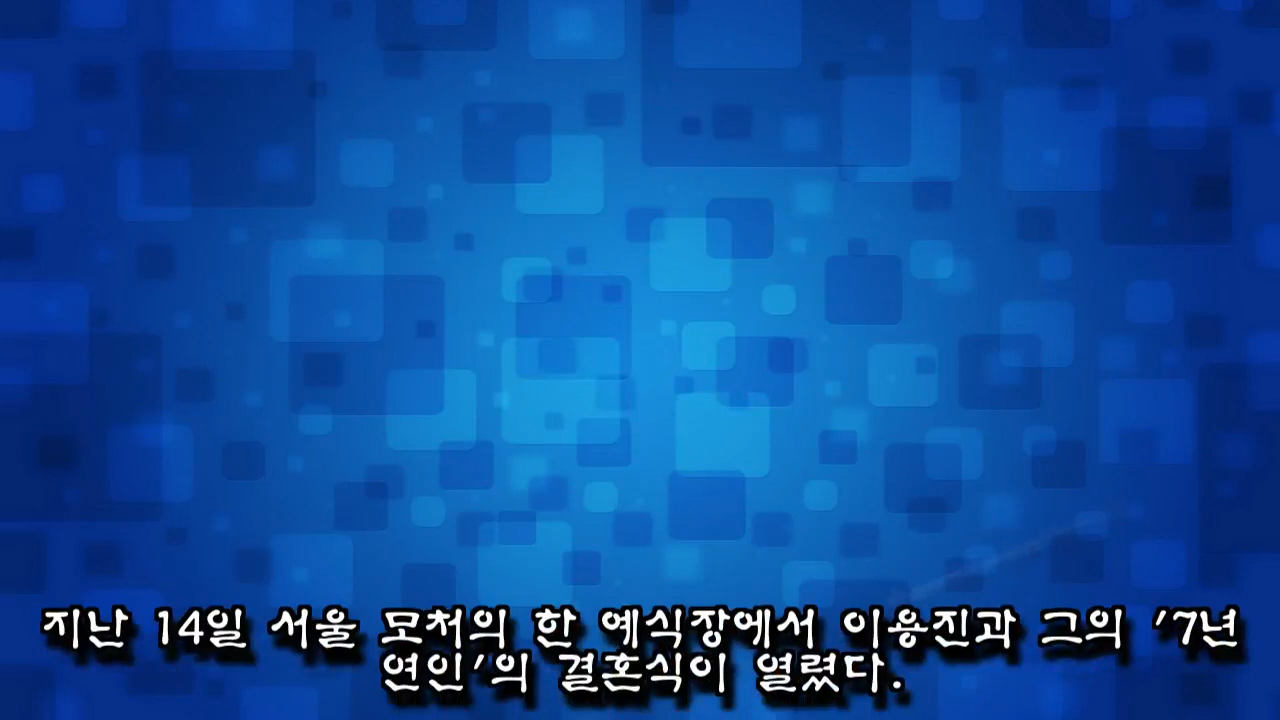 지난 14일 서울 모처의 한 예식장에서 이용진과 그의 '7년
연인'의 결혼식이 열렸다.